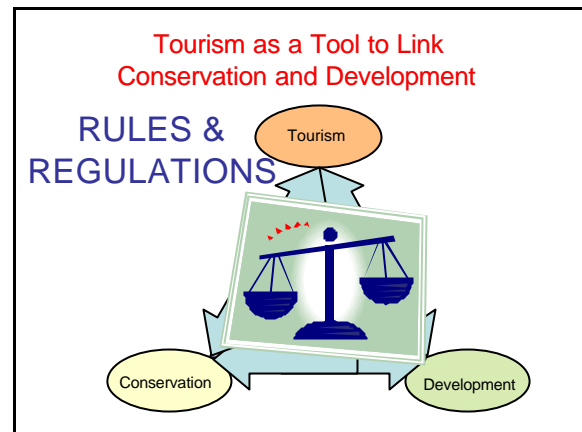 Tourism as a Tool to Link
Conservation and Development
RULES &
REGULATIONS
Tourism
Conservation
Development